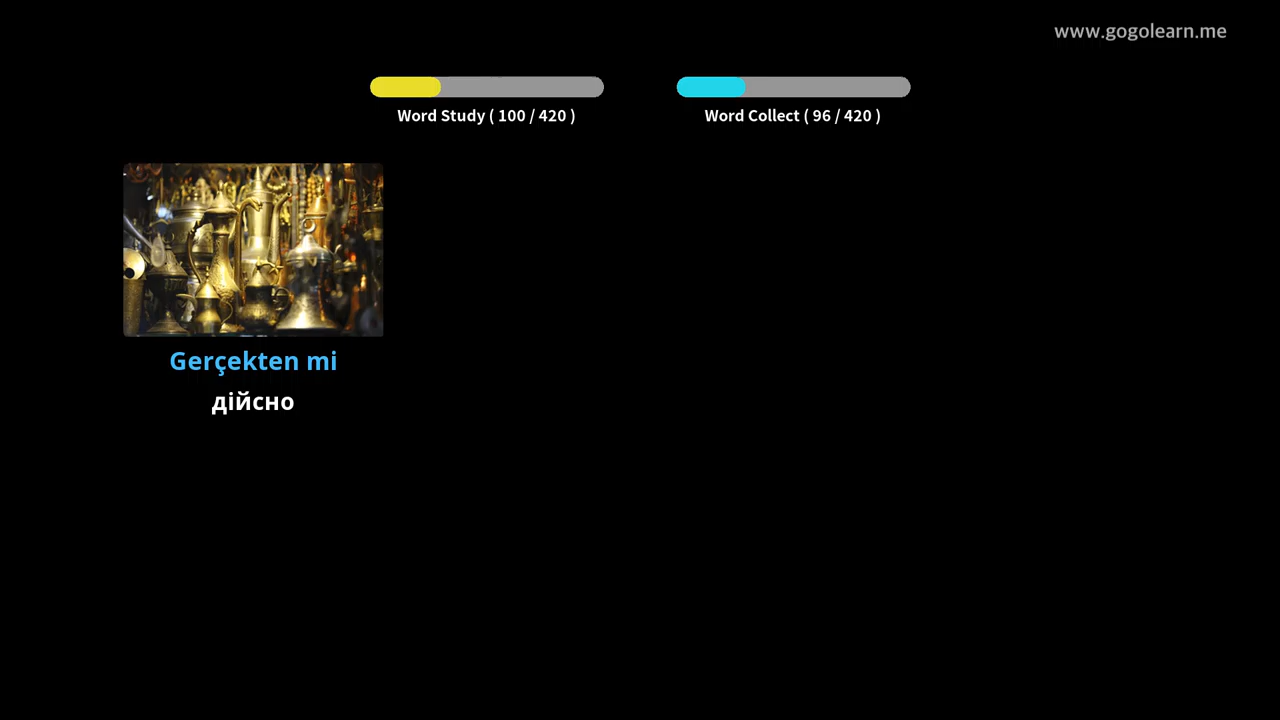 www.gogolearn.me
Word Study ( 100 / 420 )
Word Collect ( 96 / 420 )
Gerçekten mi
дійсно